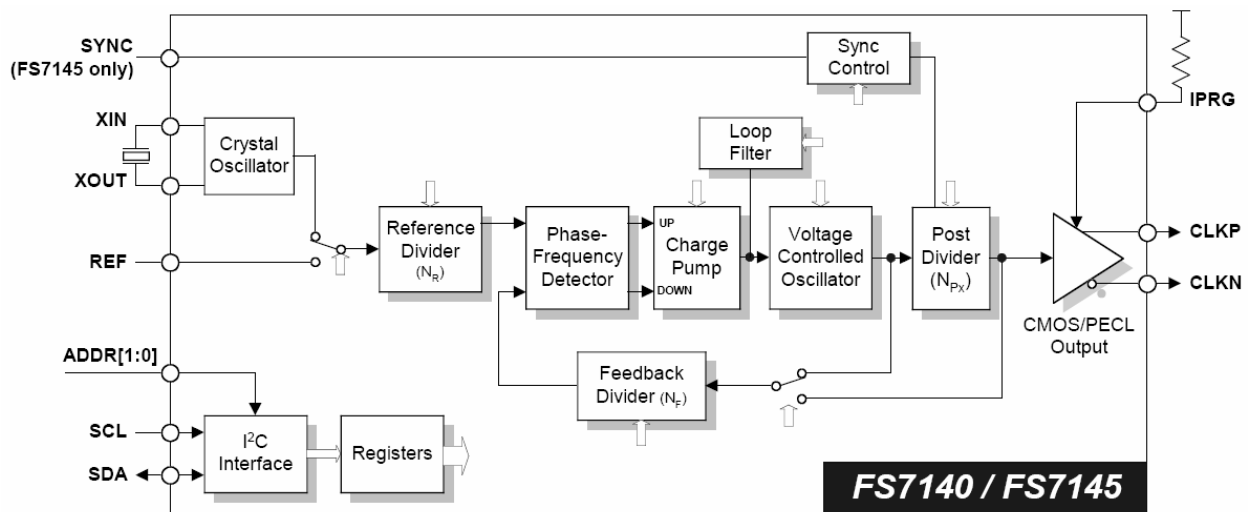 SYNC
(FS7145 only)
Sync
Control
IPRG
XIN
Crystal
Oscillator
XOUT
Loop
Filter
REF
Reference
Divider
(N_R)
Phase-
Frequency
Detector
UP
Charge
Pump
DOWN
Voltage
Controlled
Oscillator
Post
Divider
(N_Px)
CLKP
CLKN
CMOS/PECL
Output
ADDR[1:0]
Feedback
Divider (N_F)
SCL
SDA
I²C
Interface
Registers
FS7140 / FS7145